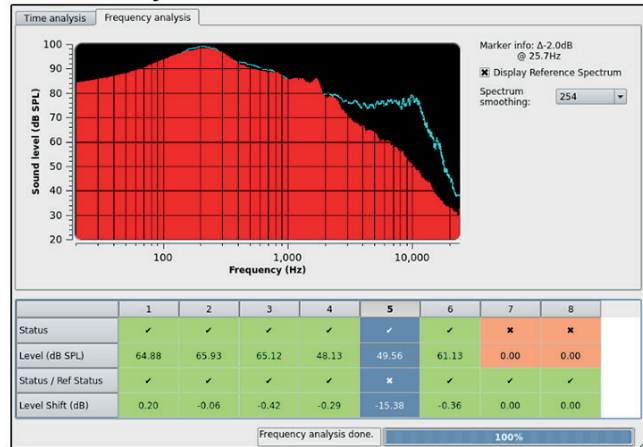 Time analysis Frequency analysis
100
90
80
70
60
50
40
30
20
Sound level (dB SPL)
100 1,000 10,000
Frequency (Hz)
Marker info: Δ-2.0dB
@ 25.7Hz
Display Reference Spectrum
Spectrum
smoothing:
254
1 2 3 4 5 6 7 8
Status ✔ ✔ ✔ ✔ ✔ ✔ ✖ ✖
Level (dB SPL) 64.88 65.93 65.12 48.13 49.56 61.13 0.00 0.00
Status / Ref Status ✔ ✔ ✔ ✔ ✖ ✔ ✔ ✔
Level Shift (dB) 0.20 -0.06 -0.42 -0.29 -15.38 -0.36 0.00 0.00
Frequency analysis done. 100%